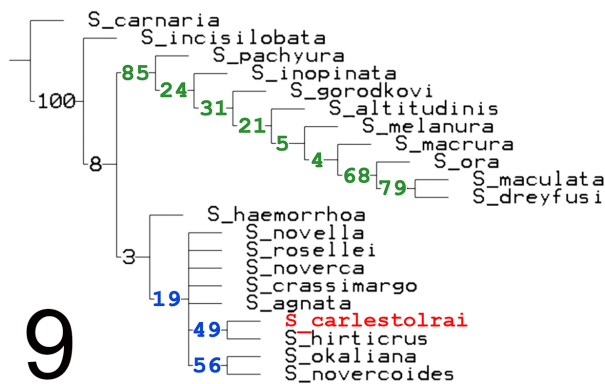 S_carnaria
S_incisilobata
S_pachyura
85
S_inopinata
24
S_gorodkovi
100
31
S_altitudinis
21
S_melanura
5
S_macrura
4
S_ora
8
68
S_maculata
79
S_dreyfusi
S_haemorrhoa
S_novella
S_rosellei
3
S_noverca
S_crassimargo
19
S_agnata
S_carlestolrai
49
S_hirticrus
S_okaliana
56
S_novercoides
9